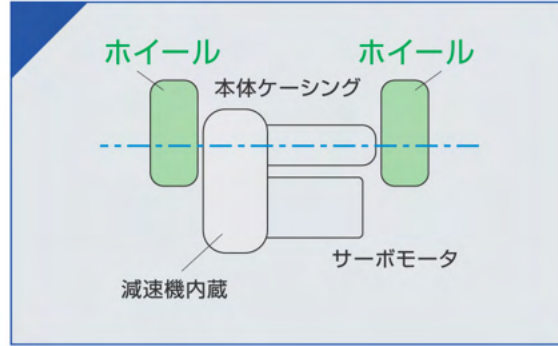 ホイール
ホイール
本体ケーシング
サーボモータ
減速機内蔵